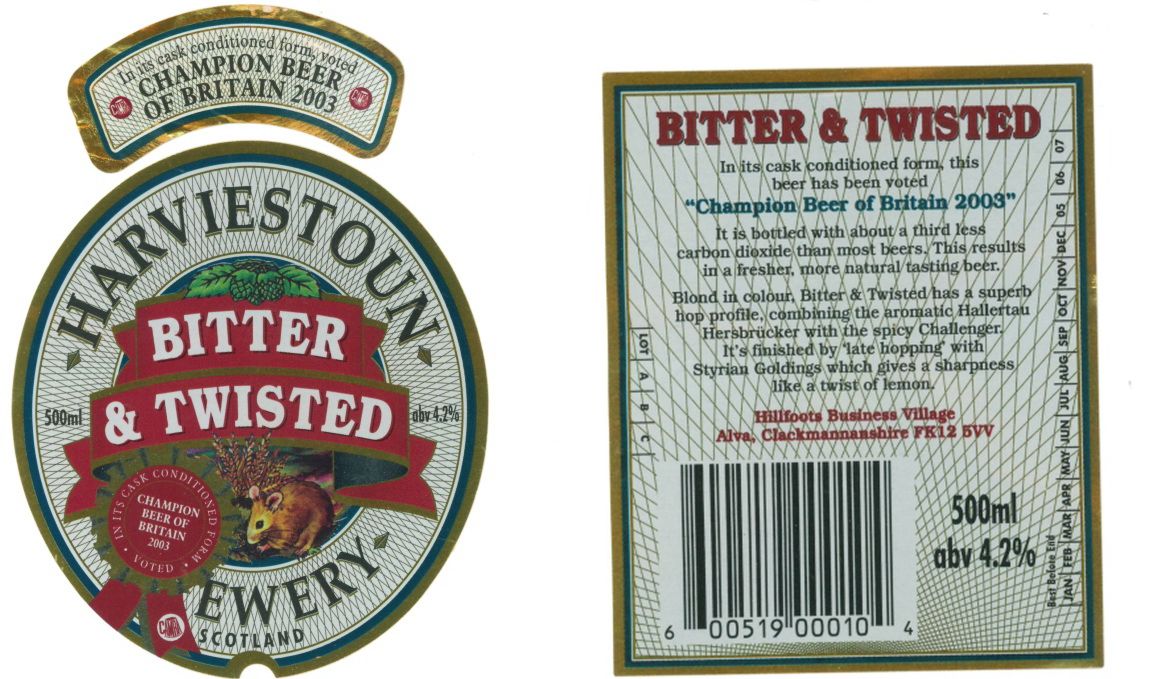 In its cask conditioned form, voted
CHAMPION BEER
OF BRITAIN 2003
CAMRA
CAMRA
HARVIESTOUN
BITTER
& TWISTED
500ml
abv 4.2%
IN ITS CASK CONDITIONED FORM • VOTED •
CHAMPION
BEER OF
BRITAIN
2003
EWERY
CAMRA
SCOTLAND
BITTER & TWISTED
In its cask conditioned form, this
beer has been voted
“Champion Beer of Britain 2003”
It is bottled with about a third less
carbon dioxide than most beers. This results
in a fresher, more natural tasting beer.
Blond in colour, Bitter & Twisted has a superb
hop profile, combining the aromatic Hallertau
Hersbrücker with the spicy Challenger.
It's finished by 'late hopping' with
Styrian Goldings which gives a sharpness
like a twist of lemon.
Hillfoots Business Village
Alva, Clackmannanshire FK12 5VV
LOT A B C
500ml
abv 4.2%
Best Before End
JAN FEB MAR APR MAY JUN JUL AUG SEP OCT NOV DEC 05 06 07
6 00519 00010 4